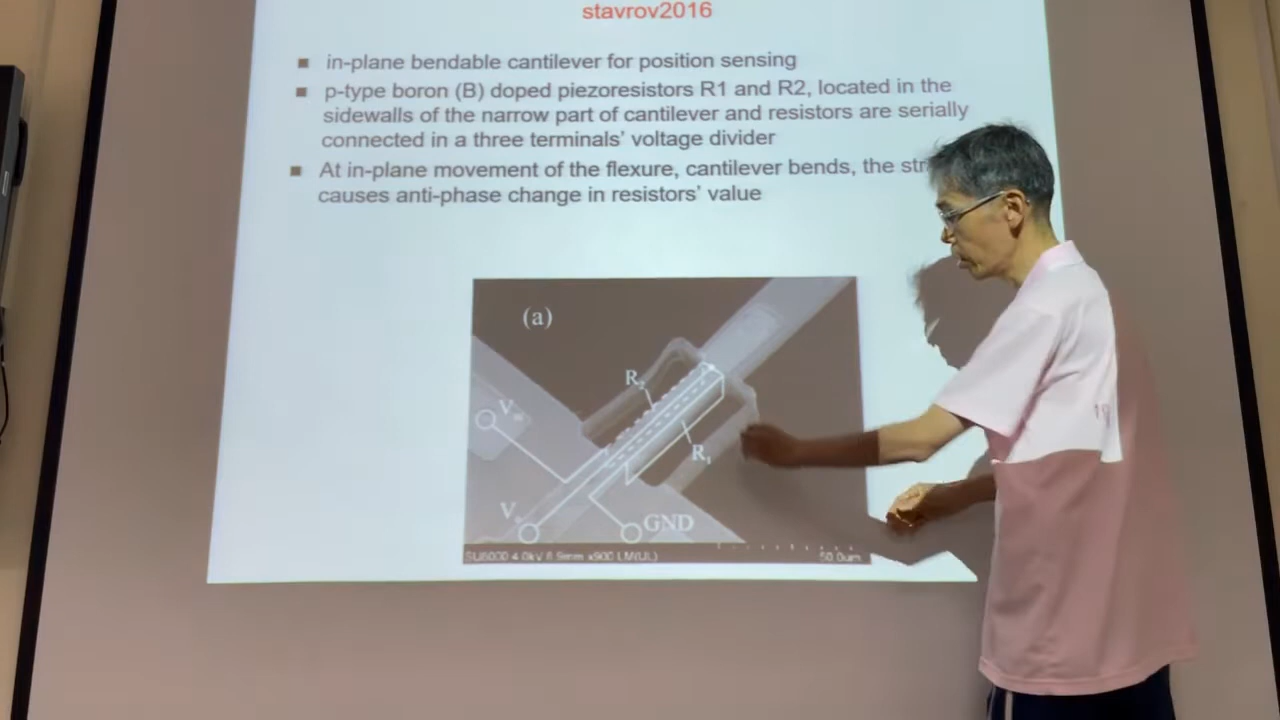 stavrov2016
in-plane bendable cantilever for position sensing
p-type boron (B) doped piezoresistors R1 and R2, located in the
sidewalls of the narrow part of cantilever and resistors are serially
connected in a three terminals' voltage divider
At in-plane movement of the flexure, cantilever bends, the
causes anti-phase change in resistors' value
(a)
R2
R1
GND
50.0um